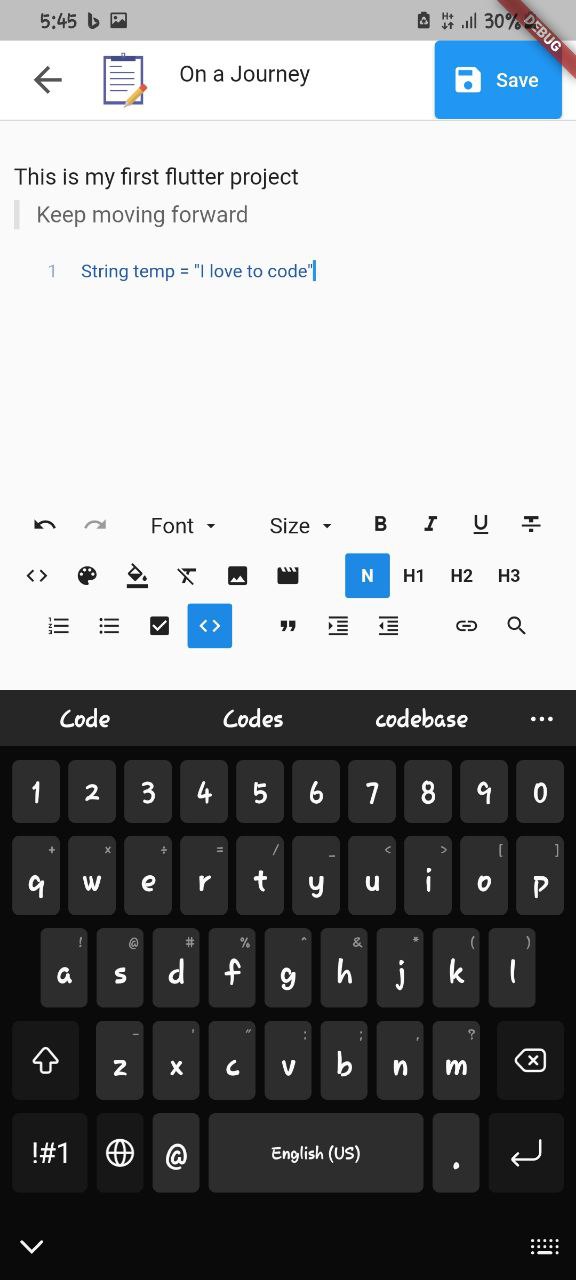 5:45 30%
DEBUG
On a Journey
Save
This is my first flutter project
Keep moving forward
1 String temp = "I love to code"
Font Size B I U T
N H1 H2 H3
Code Codes codebase ...
1 2 3 4 5 6 7 8 9 0
+ × ÷ = / _ < > [ ]
q w e r t y u i o p
! @ # % ^ & * ( )
a s d f g h j k l
- ' " : ; , ?
z x c v b n m
!#1 @ English (US) .